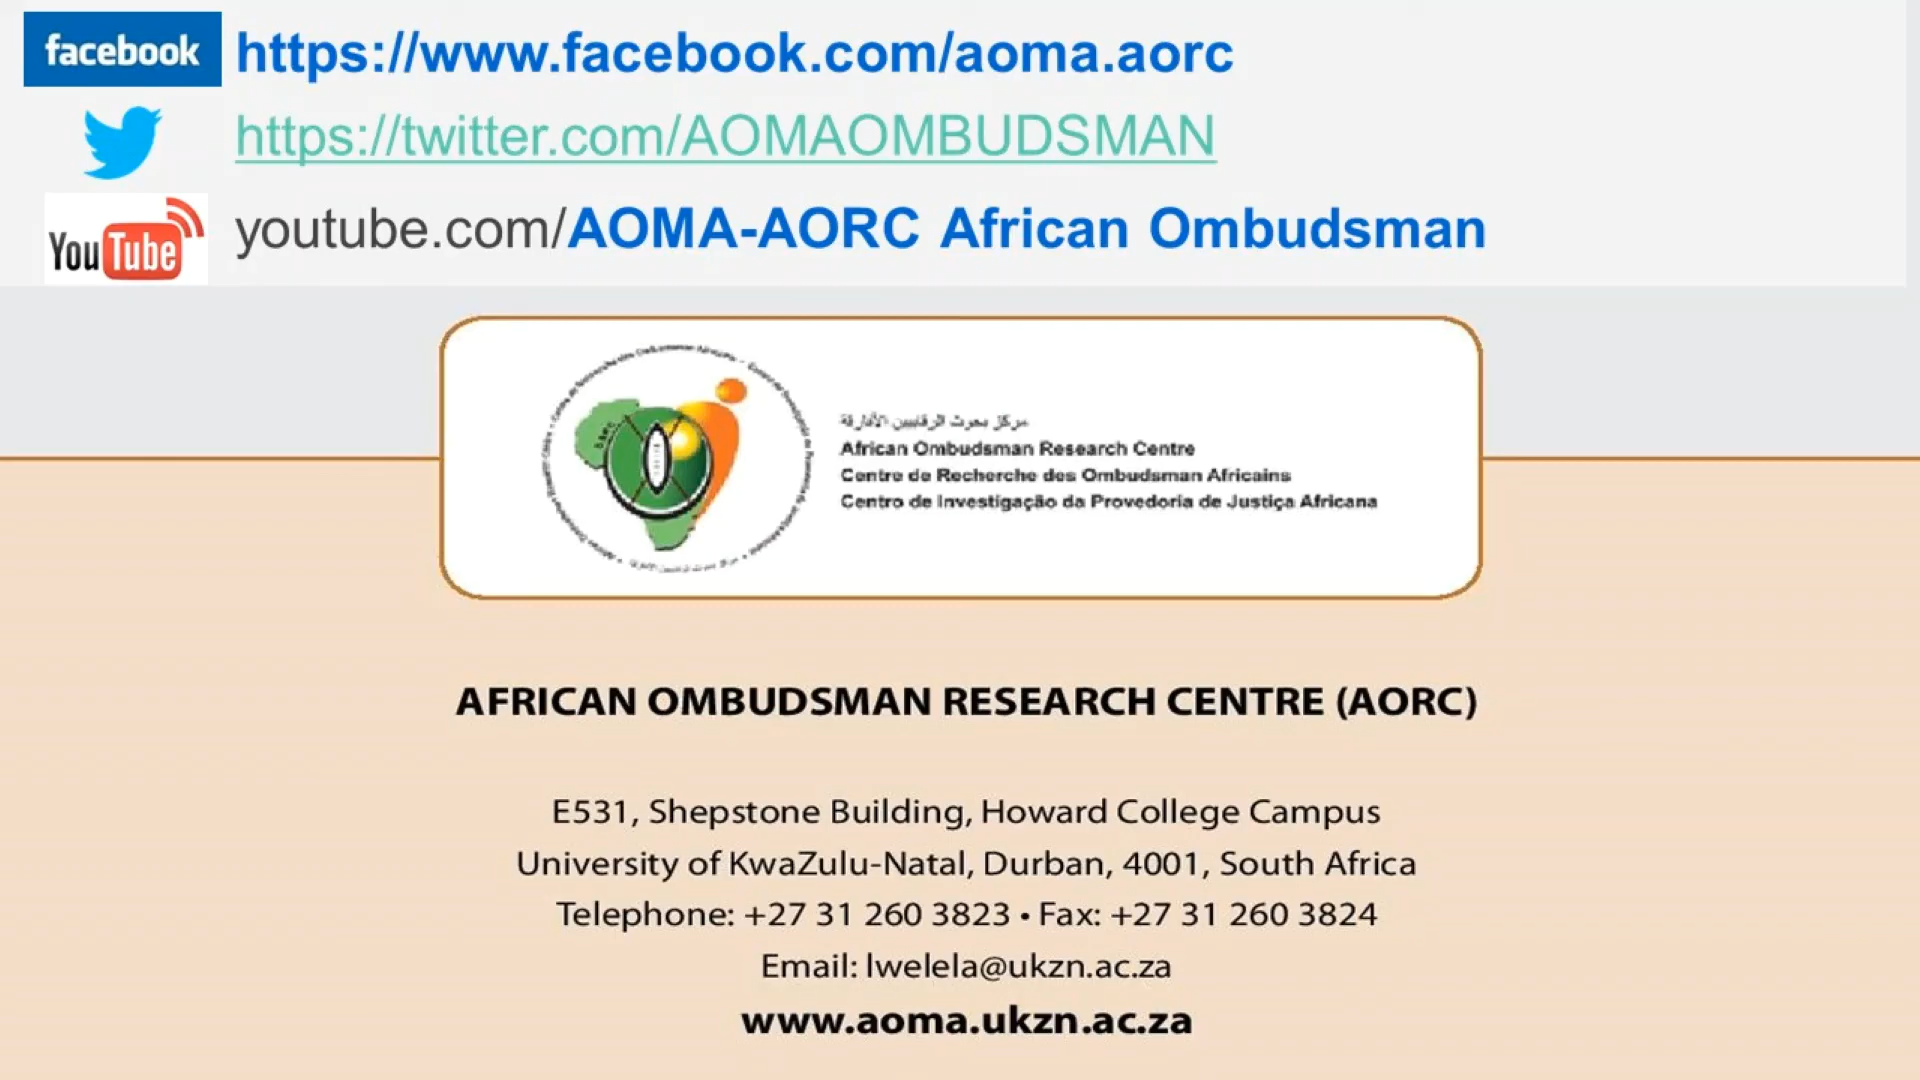 facebook https://www.facebook.com/aoma.aorc
https://twitter.com/AOMAOMBUDSMAN
YouTube youtube.com/AOMA-AORC African Ombudsman
مركز بحوث الرقابيين الأفارقة
African Ombudsman Research Centre
Centre de Recherche des Ombudsman Africains
Centro de Investigação da Provedoria de Justiça Africana
AFRICAN OMBUDSMAN RESEARCH CENTRE (AORC)
E531, Shepstone Building, Howard College Campus
University of KwaZulu-Natal, Durban, 4001, South Africa
Telephone: +27 31 260 3823 • Fax: +27 31 260 3824
Email: lwelela@ukzn.ac.za
www.aoma.ukzn.ac.za